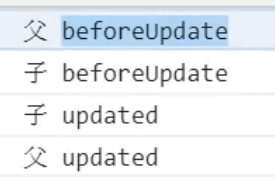 父 beforeUpdate
子 beforeUpdate
子 updated
父 updated